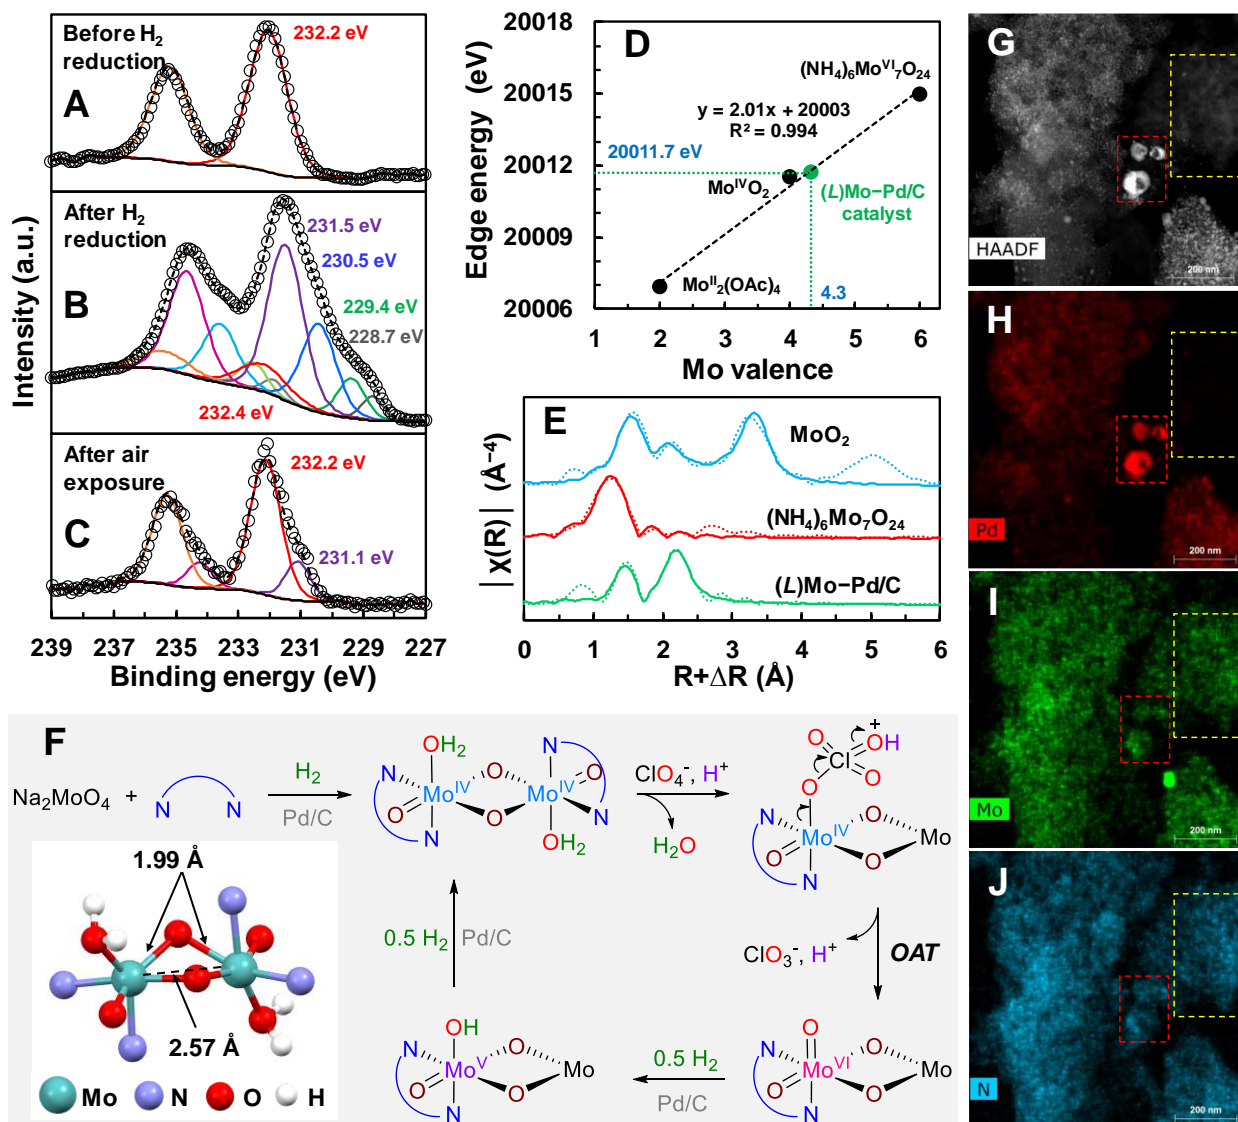 Before H₂
reduction
A
232.2 eV
After H₂
reduction
B
231.5 eV
230.5 eV
229.4 eV
228.7 eV
232.4 eV
After air
exposure
C
232.2 eV
231.1 eV
Intensity (a.u.)
239 237 235 233 231 229 227
Binding energy (eV)
D
20018
20015
20012
20009
20006
Edge energy (eV)
(NH₄)₆Moⱽᴵ₇O₂₄
y = 2.01x + 20003
R² = 0.994
20011.7 eV
MoᴵⱽO₂
(L)Mo–Pd/C
catalyst
Moᴵᴵ₂(OAc)₄
4.3
1 2 3 4 5 6
Mo valence
E
MoO₂
(NH₄)₆Mo₇O₂₄
(L)Mo–Pd/C
|χ(R)| (Å⁻⁴)
0 1 2 3 4 5 6
R+ΔR (Å)
F
Na₂MoO₄ +
N N
H₂
Pd/C
OH₂
N
O
Moᴵⱽ
N
O
O
N
Moᴵⱽ
O
N
OH₂
ClO₄⁻, H⁺
H₂O
O
Cl
+
OH
O
O
N
O
Moᴵⱽ
N
O
O
Mo
ClO₃⁻, H⁺
OAT
O
N
O
Moⱽᴵ
N
O
O
Mo
0.5 H₂
Pd/C
OH
N
O
Moⱽ
N
O
O
Mo
0.5 H₂
Pd/C
1.99 Å
2.57 Å
Mo N O H
G
HAADF
200 nm
H
Pd
200 nm
I
Mo
200 nm
J
N
200 nm